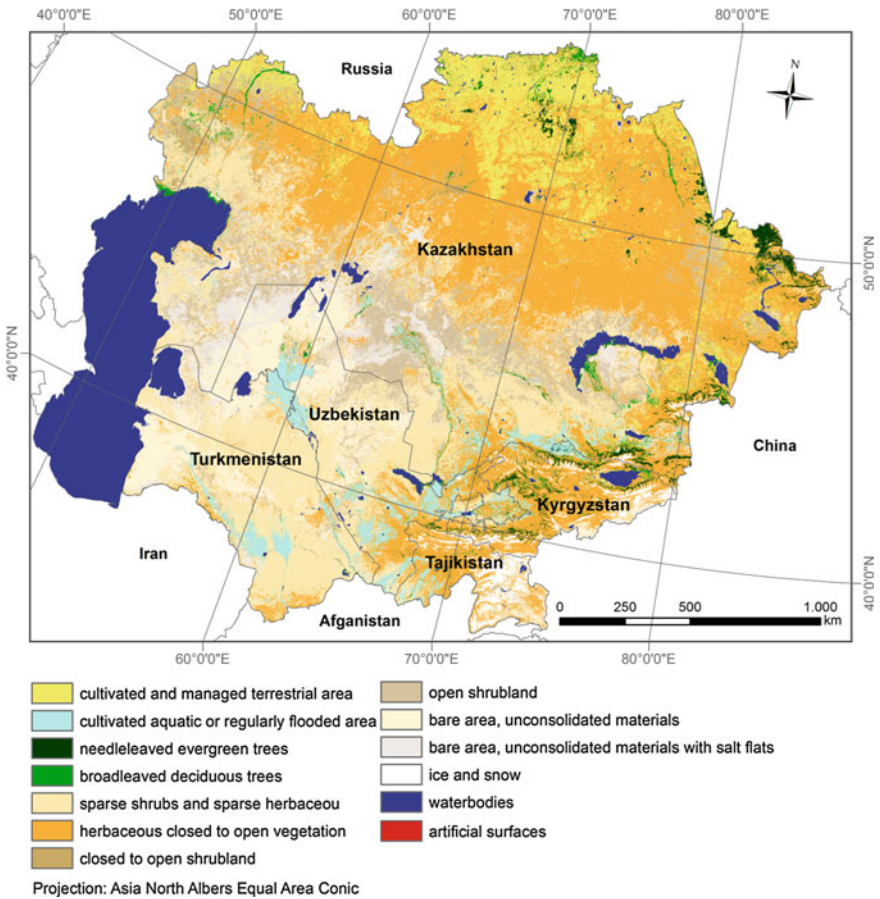 40°0'0"E 50°0'0"E 60°0'0"E 70°0'0"E 80°0'0"E
Russia
N
Kazakhstan
50°0'0"N
40°0'0"N
Uzbekistan
Turkmenistan
China
Kyrgyzstan
Iran
Tajikistan
40°0'0"N
0 250 500 1.000
km
Afganistan
60°0'0"E 70°0'0"E 80°0'0"E
cultivated and managed terrestrial area
cultivated aquatic or regularly flooded area
needleleaved evergreen trees
broadleaved deciduous trees
sparse shrubs and sparse herbaceou
herbaceous closed to open vegetation
closed to open shrubland
open shrubland
bare area, unconsolidated materials
bare area, unconsolidated materials with salt flats
ice and snow
waterbodies
artificial surfaces
Projection: Asia North Albers Equal Area Conic